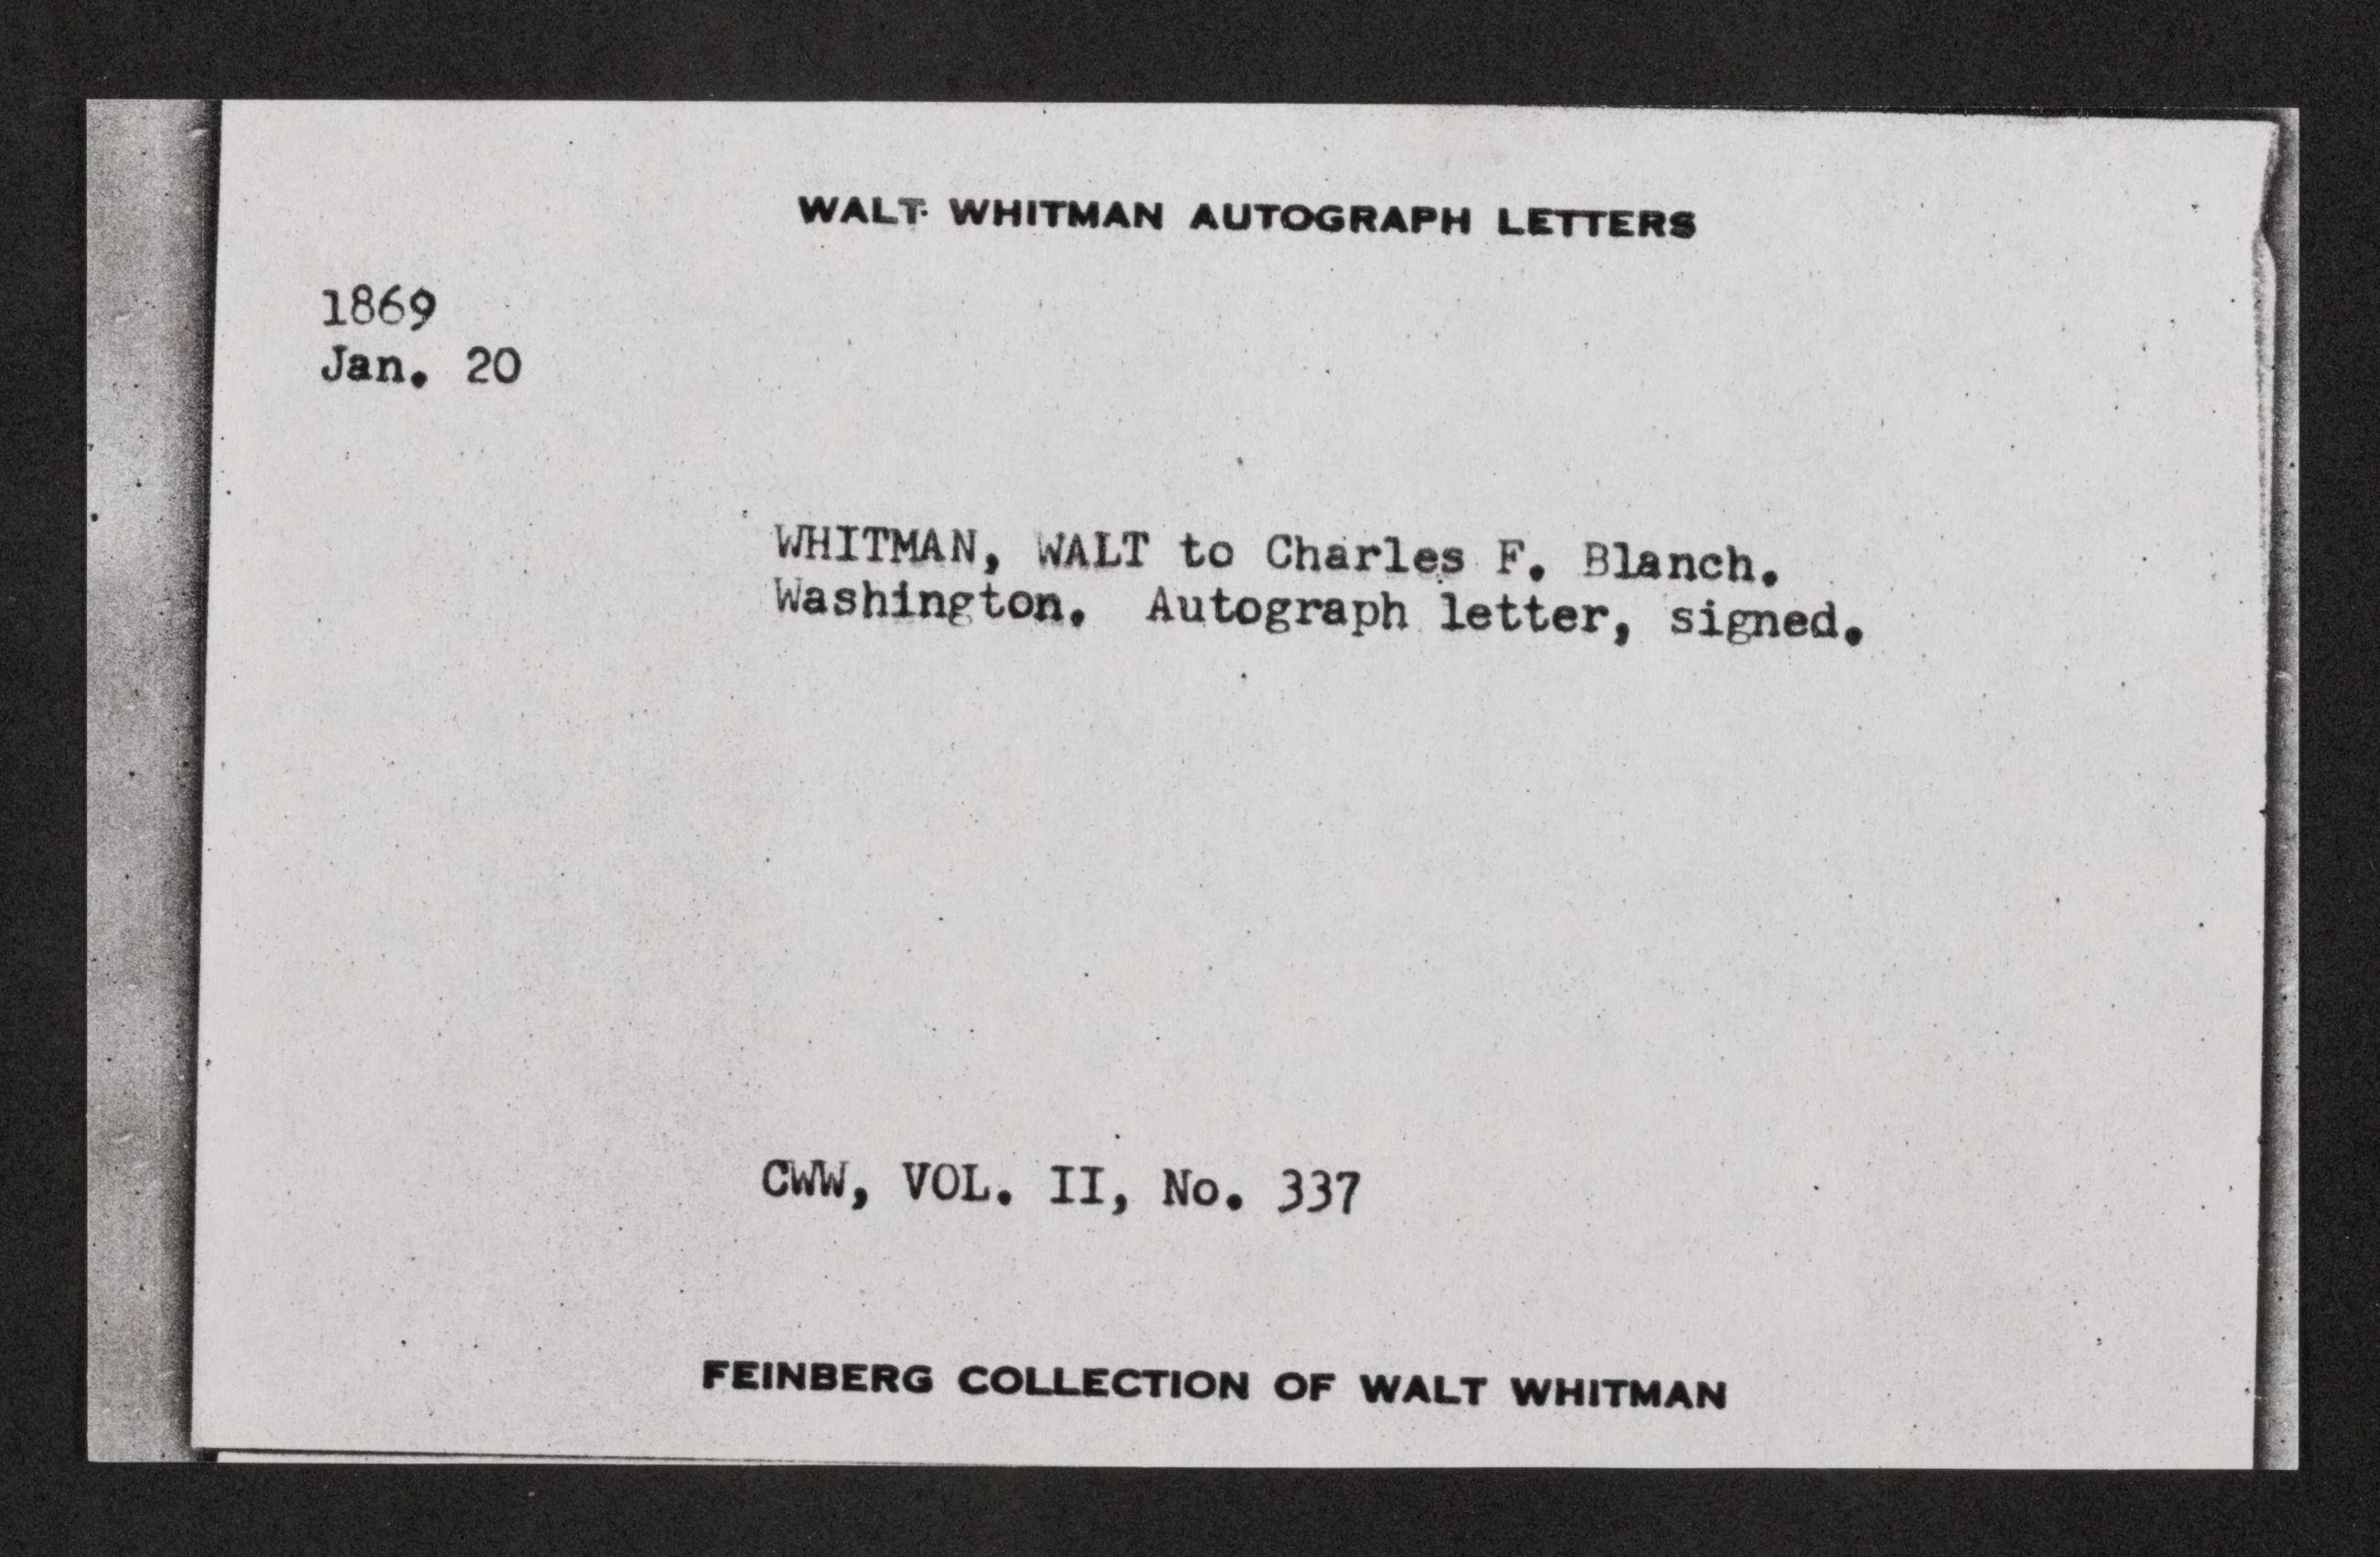 WALT WHITMAN AUTOGRAPH LETTERS
1869
Jan. 20
WHITMAN, WALT to Charles F. Blanch.
Washington. Autograph letter, signed.
CWW, VOL. II, No. 337
FEINBERG COLLECTION OF WALT WHITMAN